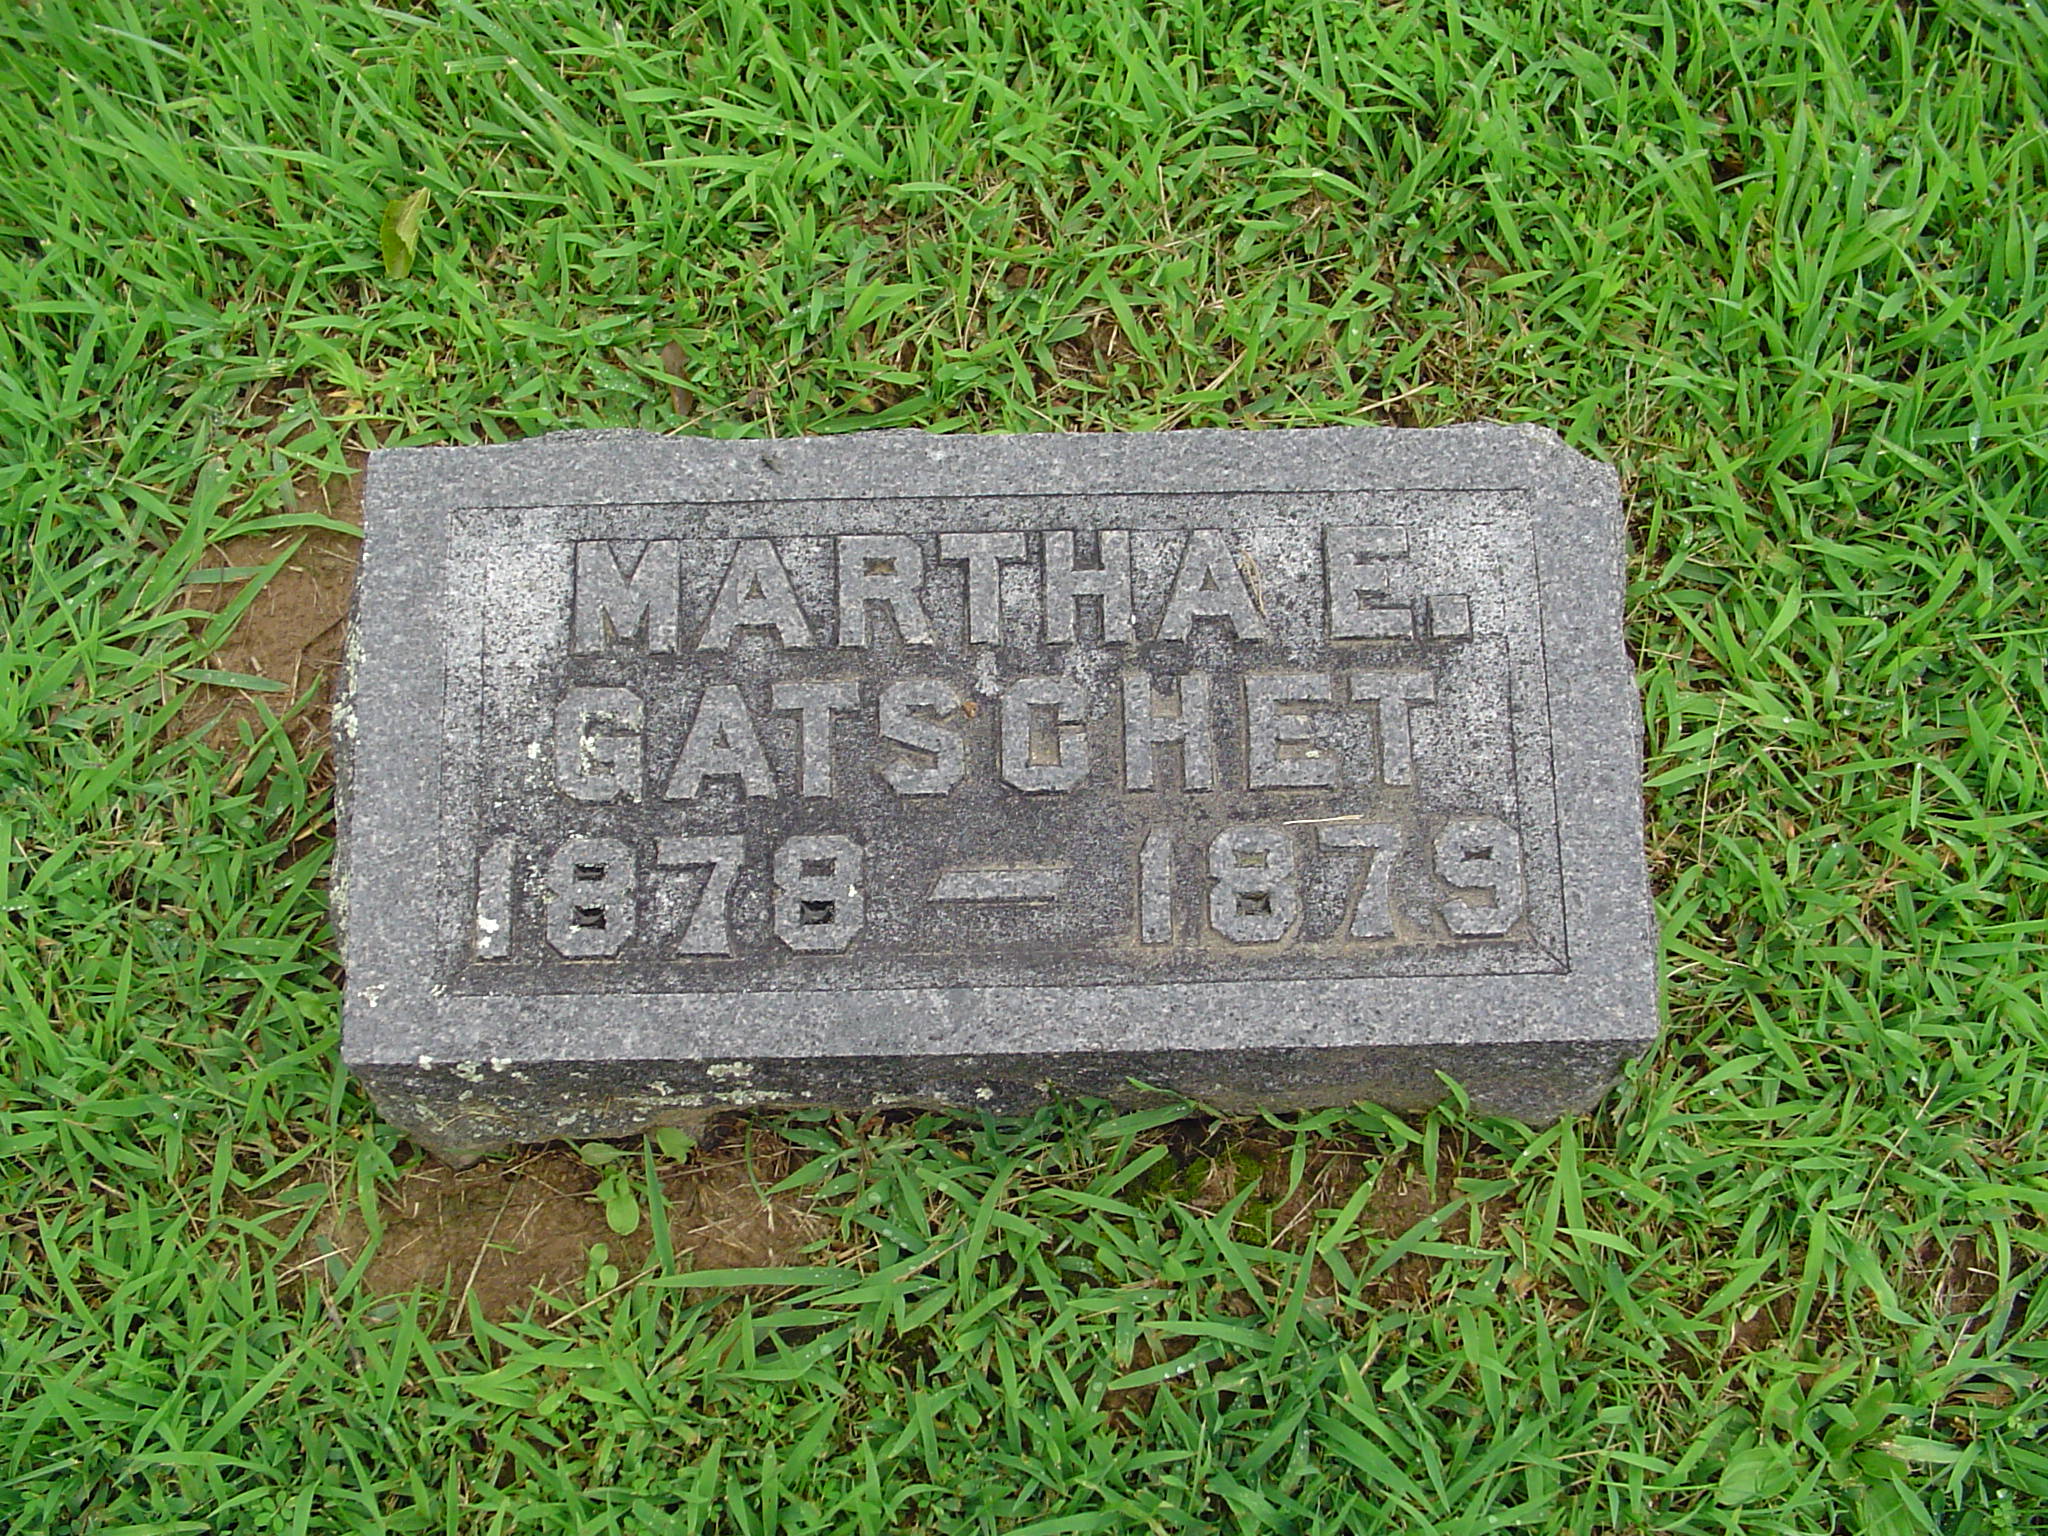 MARTHA E.
GATSCHET
1878 — 1879